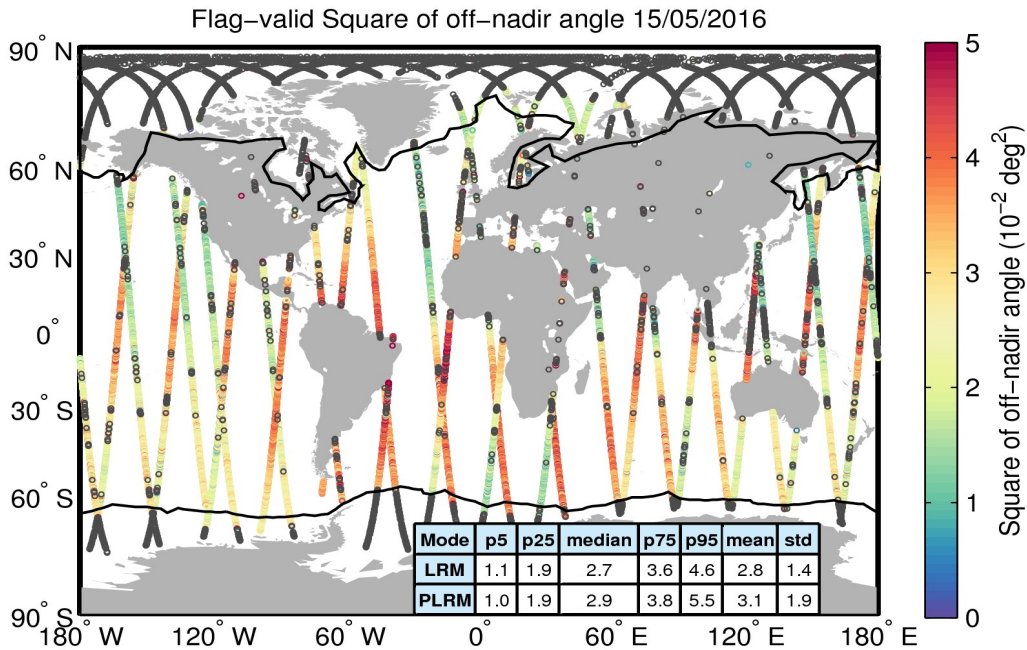 Flag−valid Square of off−nadir angle 15/05/2016
90° N
60° N
30° N
0°
30° S
60° S
90° S
180° W
120° W
60° W
0°
60° E
120° E
180° E
Mode p5 p25 median p75 p95 mean std
LRM 1.1 1.9 2.7 3.6 4.6 2.8 1.4
PLRM 1.0 1.9 2.9 3.8 5.5 3.1 1.9
5
4
3
2
1
0
Square of off−nadir angle (10⁻² deg²)